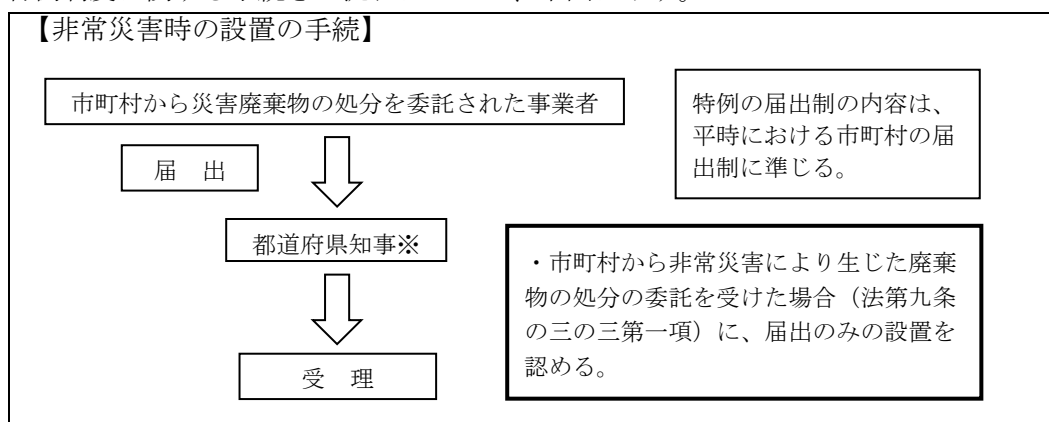 【非常災害時の設置の手続】
市町村から災害廃棄物の処分を委託された事業者
特例の届出制の内容は、
平時における市町村の届
出制に準じる。
届 出
都道府県知事※
・市町村から非常災害により生じた廃棄
物の処分の委託を受けた場合（法第九条
の三の三第一項）に、届出のみの設置を
認める。
受 理